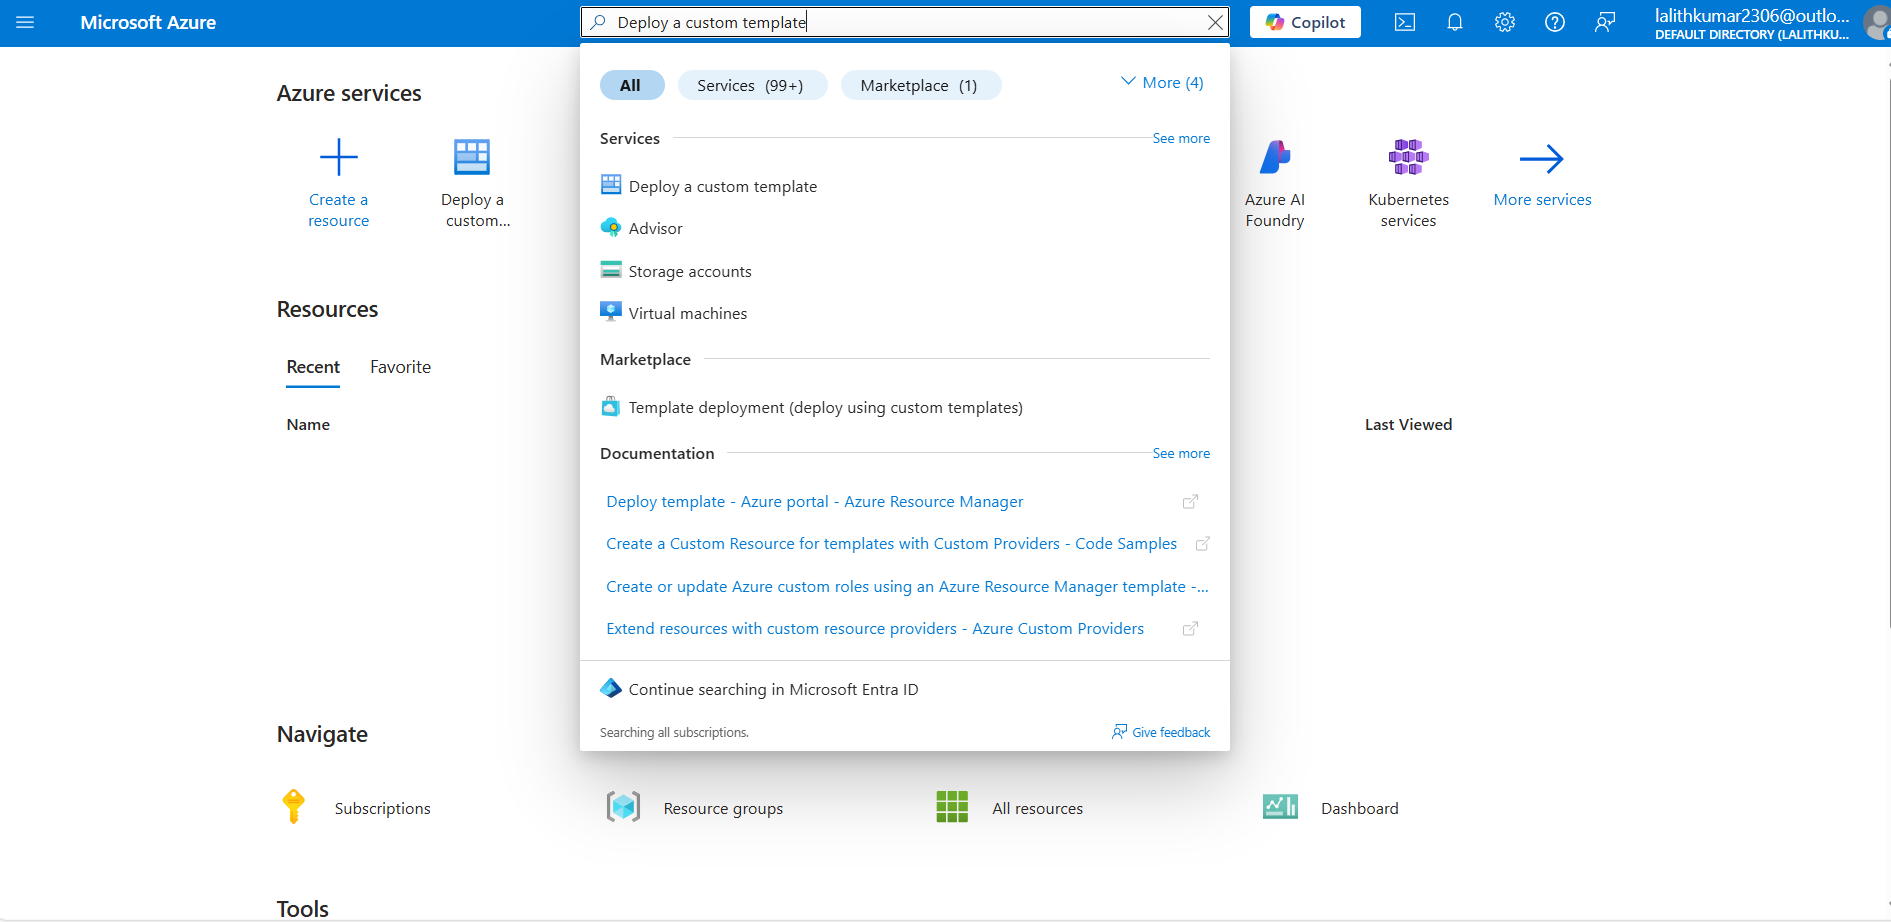 Microsoft Azure
Deploy a custom template
Copilot
lalithkumar2306@outlo...
DEFAULT DIRECTORY (LALITHKU...
Azure services
Create a
resource
Deploy a
custom...
Azure AI
Foundry
Kubernetes
services
More services
All
Services (99+)
Marketplace (1)
More (4)
Services
See more
Deploy a custom template
Advisor
Storage accounts
Virtual machines
Marketplace
Template deployment (deploy using custom templates)
Documentation
See more
Deploy template - Azure portal - Azure Resource Manager
Create a Custom Resource for templates with Custom Providers - Code Samples
Create or update Azure custom roles using an Azure Resource Manager template -...
Extend resources with custom resource providers - Azure Custom Providers
Continue searching in Microsoft Entra ID
Searching all subscriptions.
Give feedback
Resources
Recent
Favorite
Name
Last Viewed
Navigate
Subscriptions
Resource groups
All resources
Dashboard
Tools